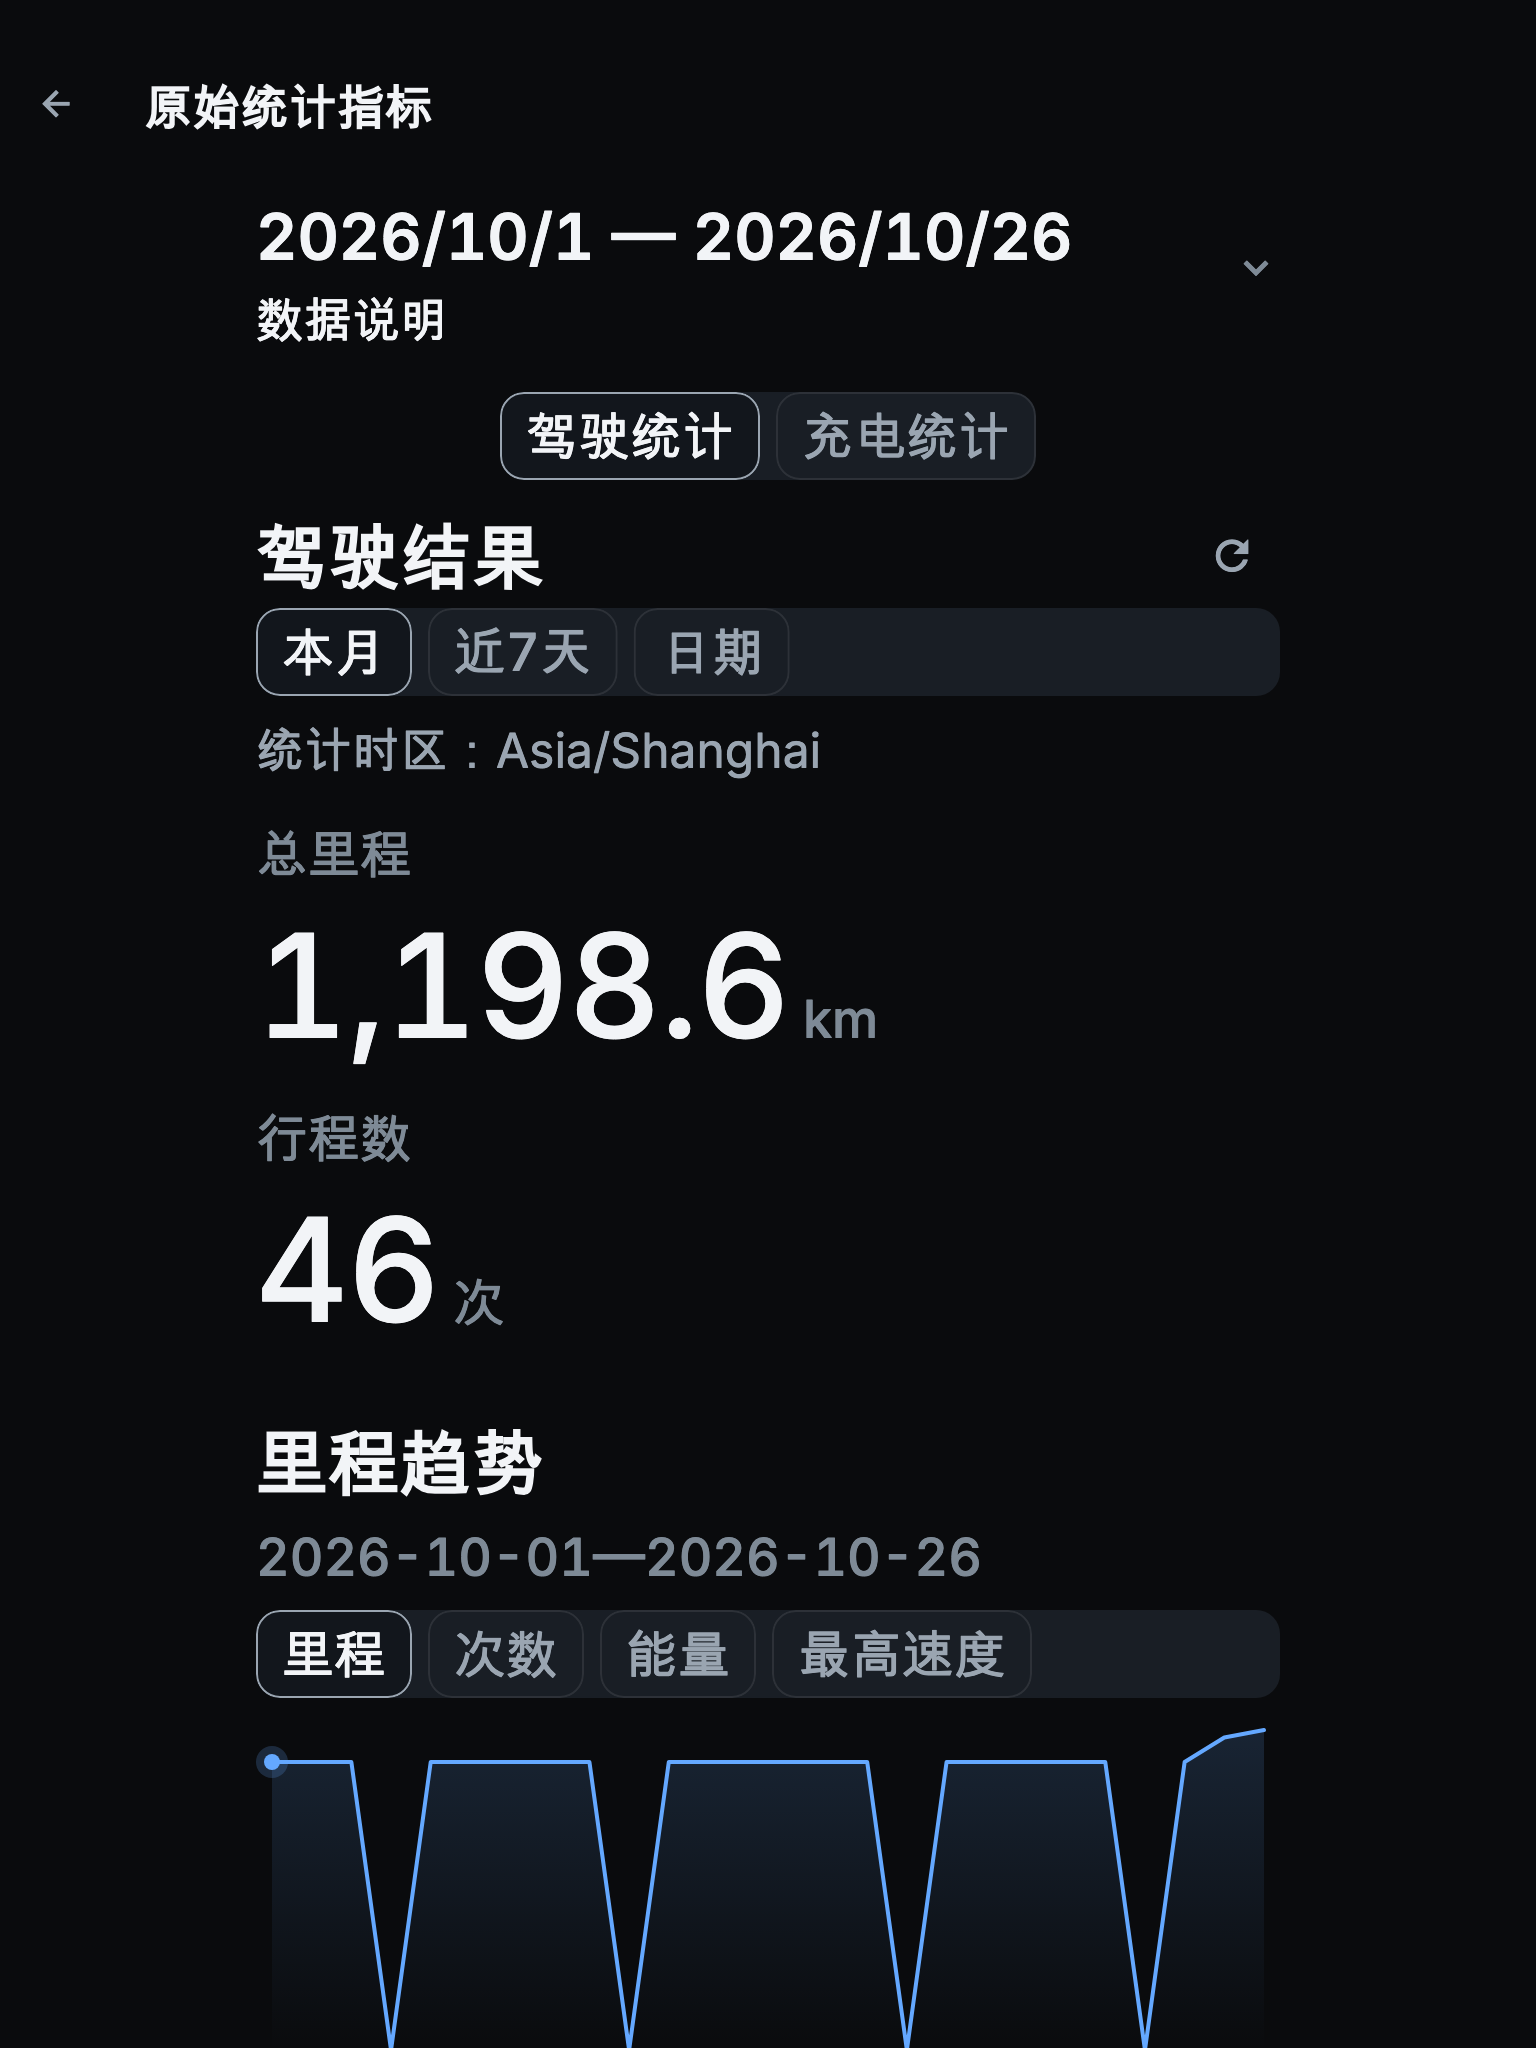 原始统计指标
2026/10/1 — 2026/10/26
数据说明
驾驶统计 充电统计
驾驶结果
本月 近7天 日期
统计时区：Asia/Shanghai
总里程
1,198.6 km
行程数
46 次
里程趋势
2026-10-01—2026-10-26
里程 次数 能量 最高速度